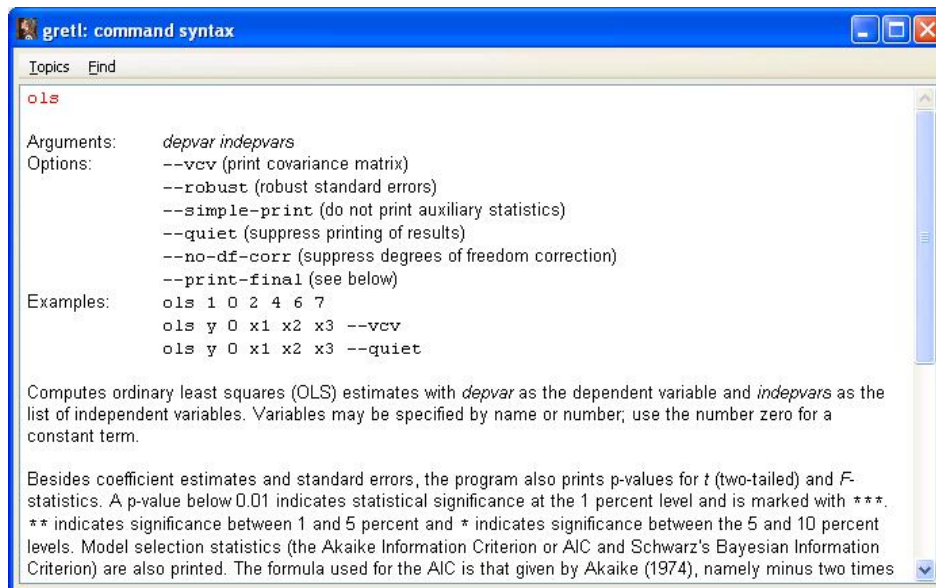 gretl: command syntax
Topics Find
ols
Arguments: depvar indepvars
Options: --vcv (print covariance matrix)
--robust (robust standard errors)
--simple-print (do not print auxiliary statistics)
--quiet (suppress printing of results)
--no-df-corr (suppress degrees of freedom correction)
--print-final (see below)
Examples: ols 1 0 2 4 6 7
ols y 0 x1 x2 x3 --vcv
ols y 0 x1 x2 x3 --quiet
Computes ordinary least squares (OLS) estimates with depvar as the dependent variable and indepvars as the
list of independent variables. Variables may be specified by name or number; use the number zero for a
constant term.
Besides coefficient estimates and standard errors, the program also prints p-values for t (two-tailed) and F-
statistics. A p-value below 0.01 indicates statistical significance at the 1 percent level and is marked with ***.
** indicates significance between 1 and 5 percent and * indicates significance between the 5 and 10 percent
levels. Model selection statistics (the Akaike Information Criterion or AIC and Schwarz's Bayesian Information
Criterion) are also printed. The formula used for the AIC is that given by Akaike (1974), namely minus two times